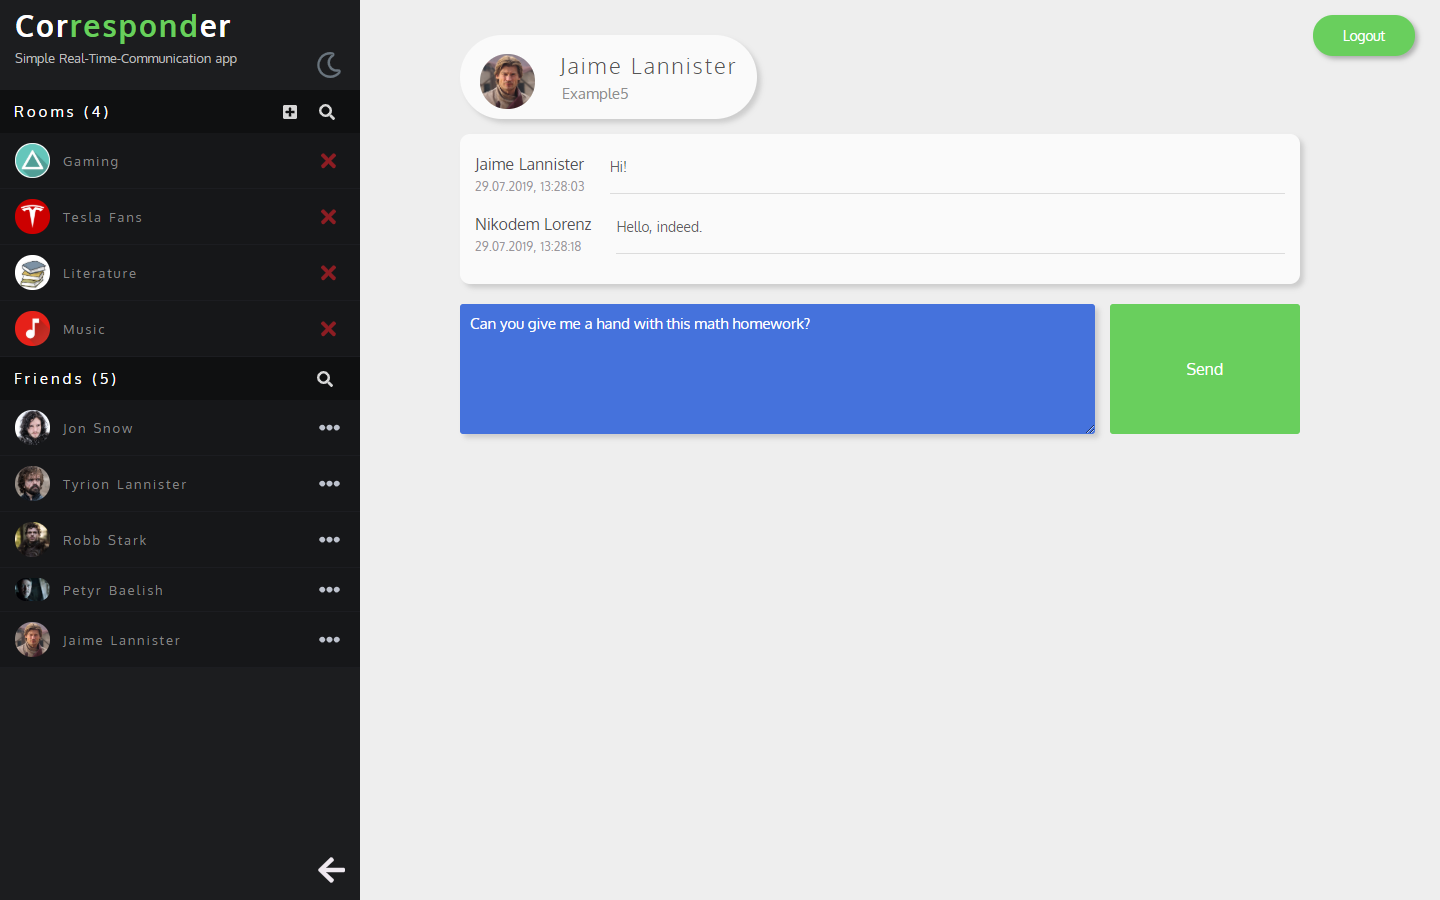 Corresponder
Simple Real-Time-Communication app
Rooms (4)
Gaming
Tesla Fans
Literature
Music
Friends (5)
Jon Snow
Tyrion Lannister
Robb Stark
Petyr Baelish
Jaime Lannister
Logout
Jaime Lannister
Example5
Jaime Lannister
Hi!
29.07.2019, 13:28:03
Nikodem Lorenz
Hello, indeed.
29.07.2019, 13:28:18
Can you give me a hand with this math homework?
Send